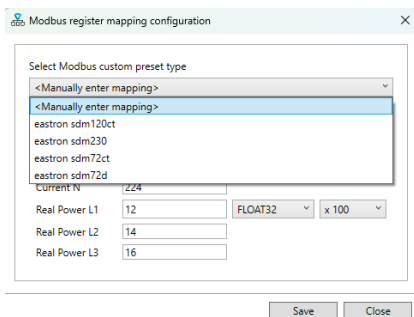 Modbus register mapping configuration
Select Modbus custom preset type
<Manually enter mapping>
<Manually enter mapping>
eastron sdm120ct
eastron sdm230
eastron sdm72ct
eastron sdm72d
Current N 224
Real Power L1 12 FLOAT32 x 100
Real Power L2 14
Real Power L3 16
Save Close